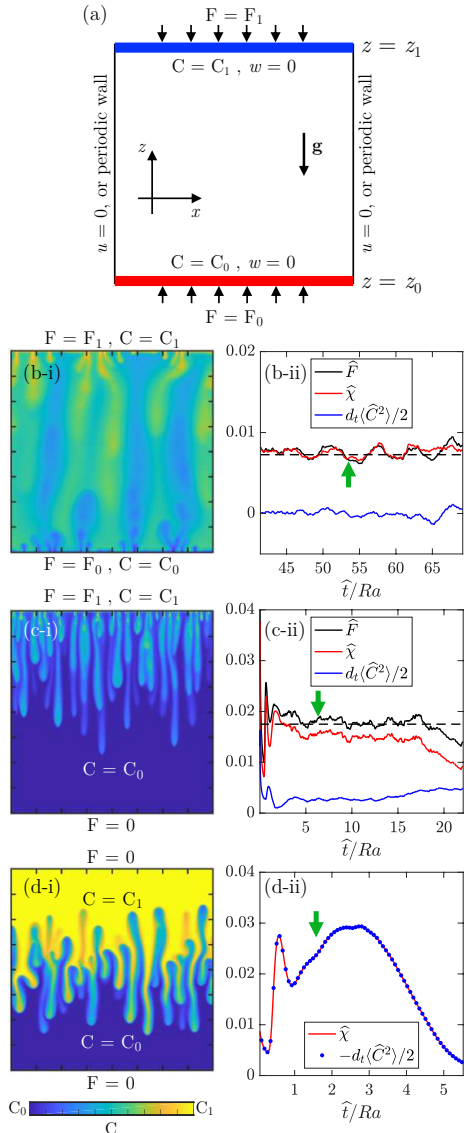 (a)
F = F₁
z = z₁
C = C₁ , w = 0
u = 0, or periodic wall
u = 0, or periodic wall
g
z
x
C = C₀ , w = 0
z = z₀
F = F₀
F = F₁ , C = C₁
(b-i)
F = F₀ , C = C₀
(b-ii)
0.02
0.01
0
F̂
χ̂
dₜ⟨Ĉ²⟩/2
45 50 55 60 65
t̂/Ra
F = F₁ , C = C₁
(c-i)
C = C₀
F = 0
(c-ii)
0.04
0.03
0.02
0.01
0
F̂
χ̂
dₜ⟨Ĉ²⟩/2
5 10 15 20
t̂/Ra
F = 0
(d-i)
C = C₁
C = C₀
F = 0
(d-ii)
0.04
0.03
0.02
0.01
0
χ̂
−dₜ⟨Ĉ²⟩/2
1 2 3 4 5
t̂/Ra
C₀ C₁
C